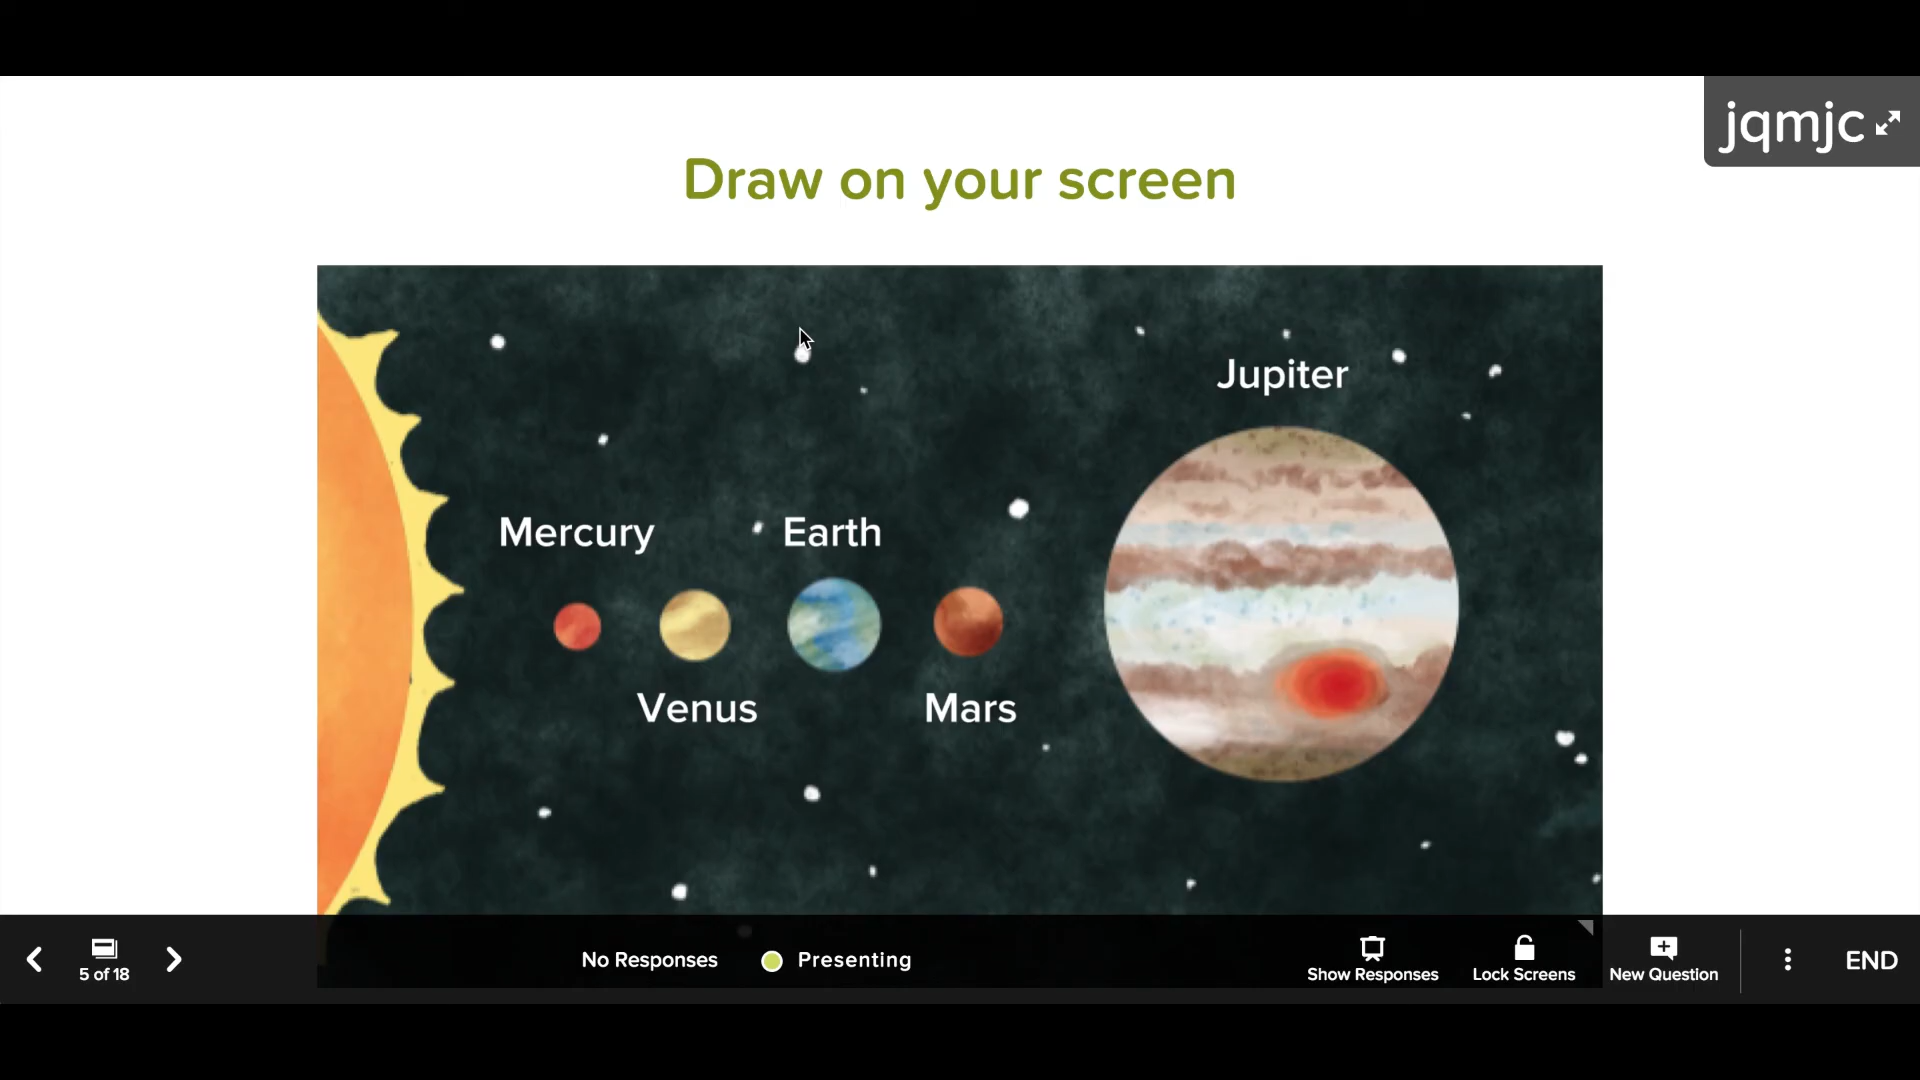 jqmjc
Draw on your screen
Jupiter
Mercury
Earth
Venus
Mars
5 of 18
No Responses
Presenting
Show Responses
Lock Screens
New Question
END